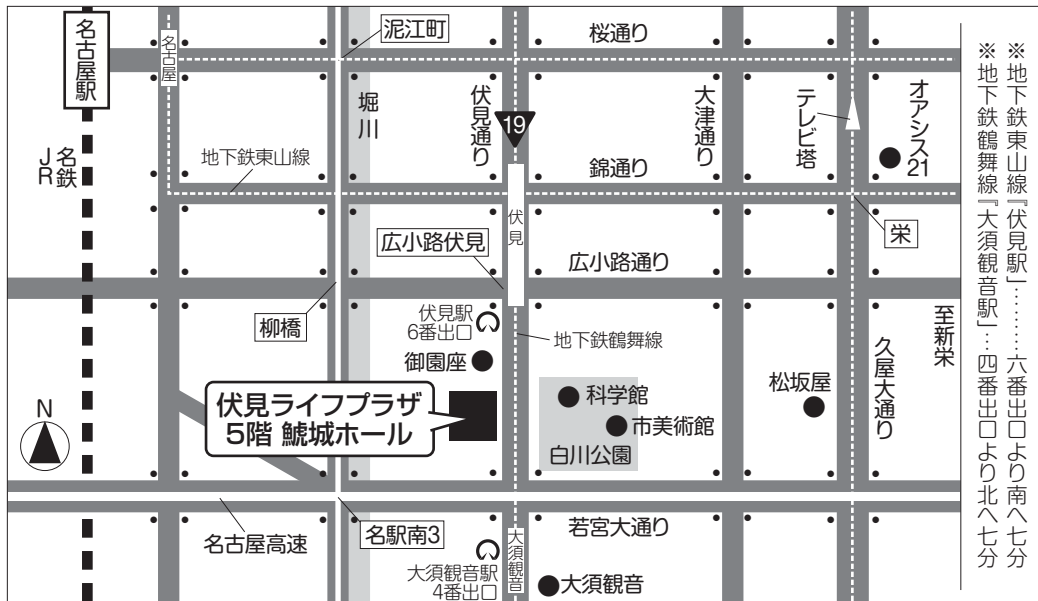 名古屋駅
名古屋
泥江町
桜通り
名鉄
JR
地下鉄東山線
堀川
伏見通り
19
大津通り
テレビ塔
オアシス21
錦通り
伏見
栄
広小路伏見
広小路通り
柳橋
伏見駅
6番出口
地下鉄鶴舞線
御園座
至新栄
久屋大通り
松坂屋
科学館
市美術館
白川公園
伏見ライフプラザ
5階 鯱城ホール
N
名古屋高速
名駅南3
若宮大通り
大須観音駅
4番出口
大須観音
大須観音
※地下鉄東山線『伏見駅』………六番出口より南へ七分
※地下鉄鶴舞線『大須観音駅』…四番出口より北へ七分